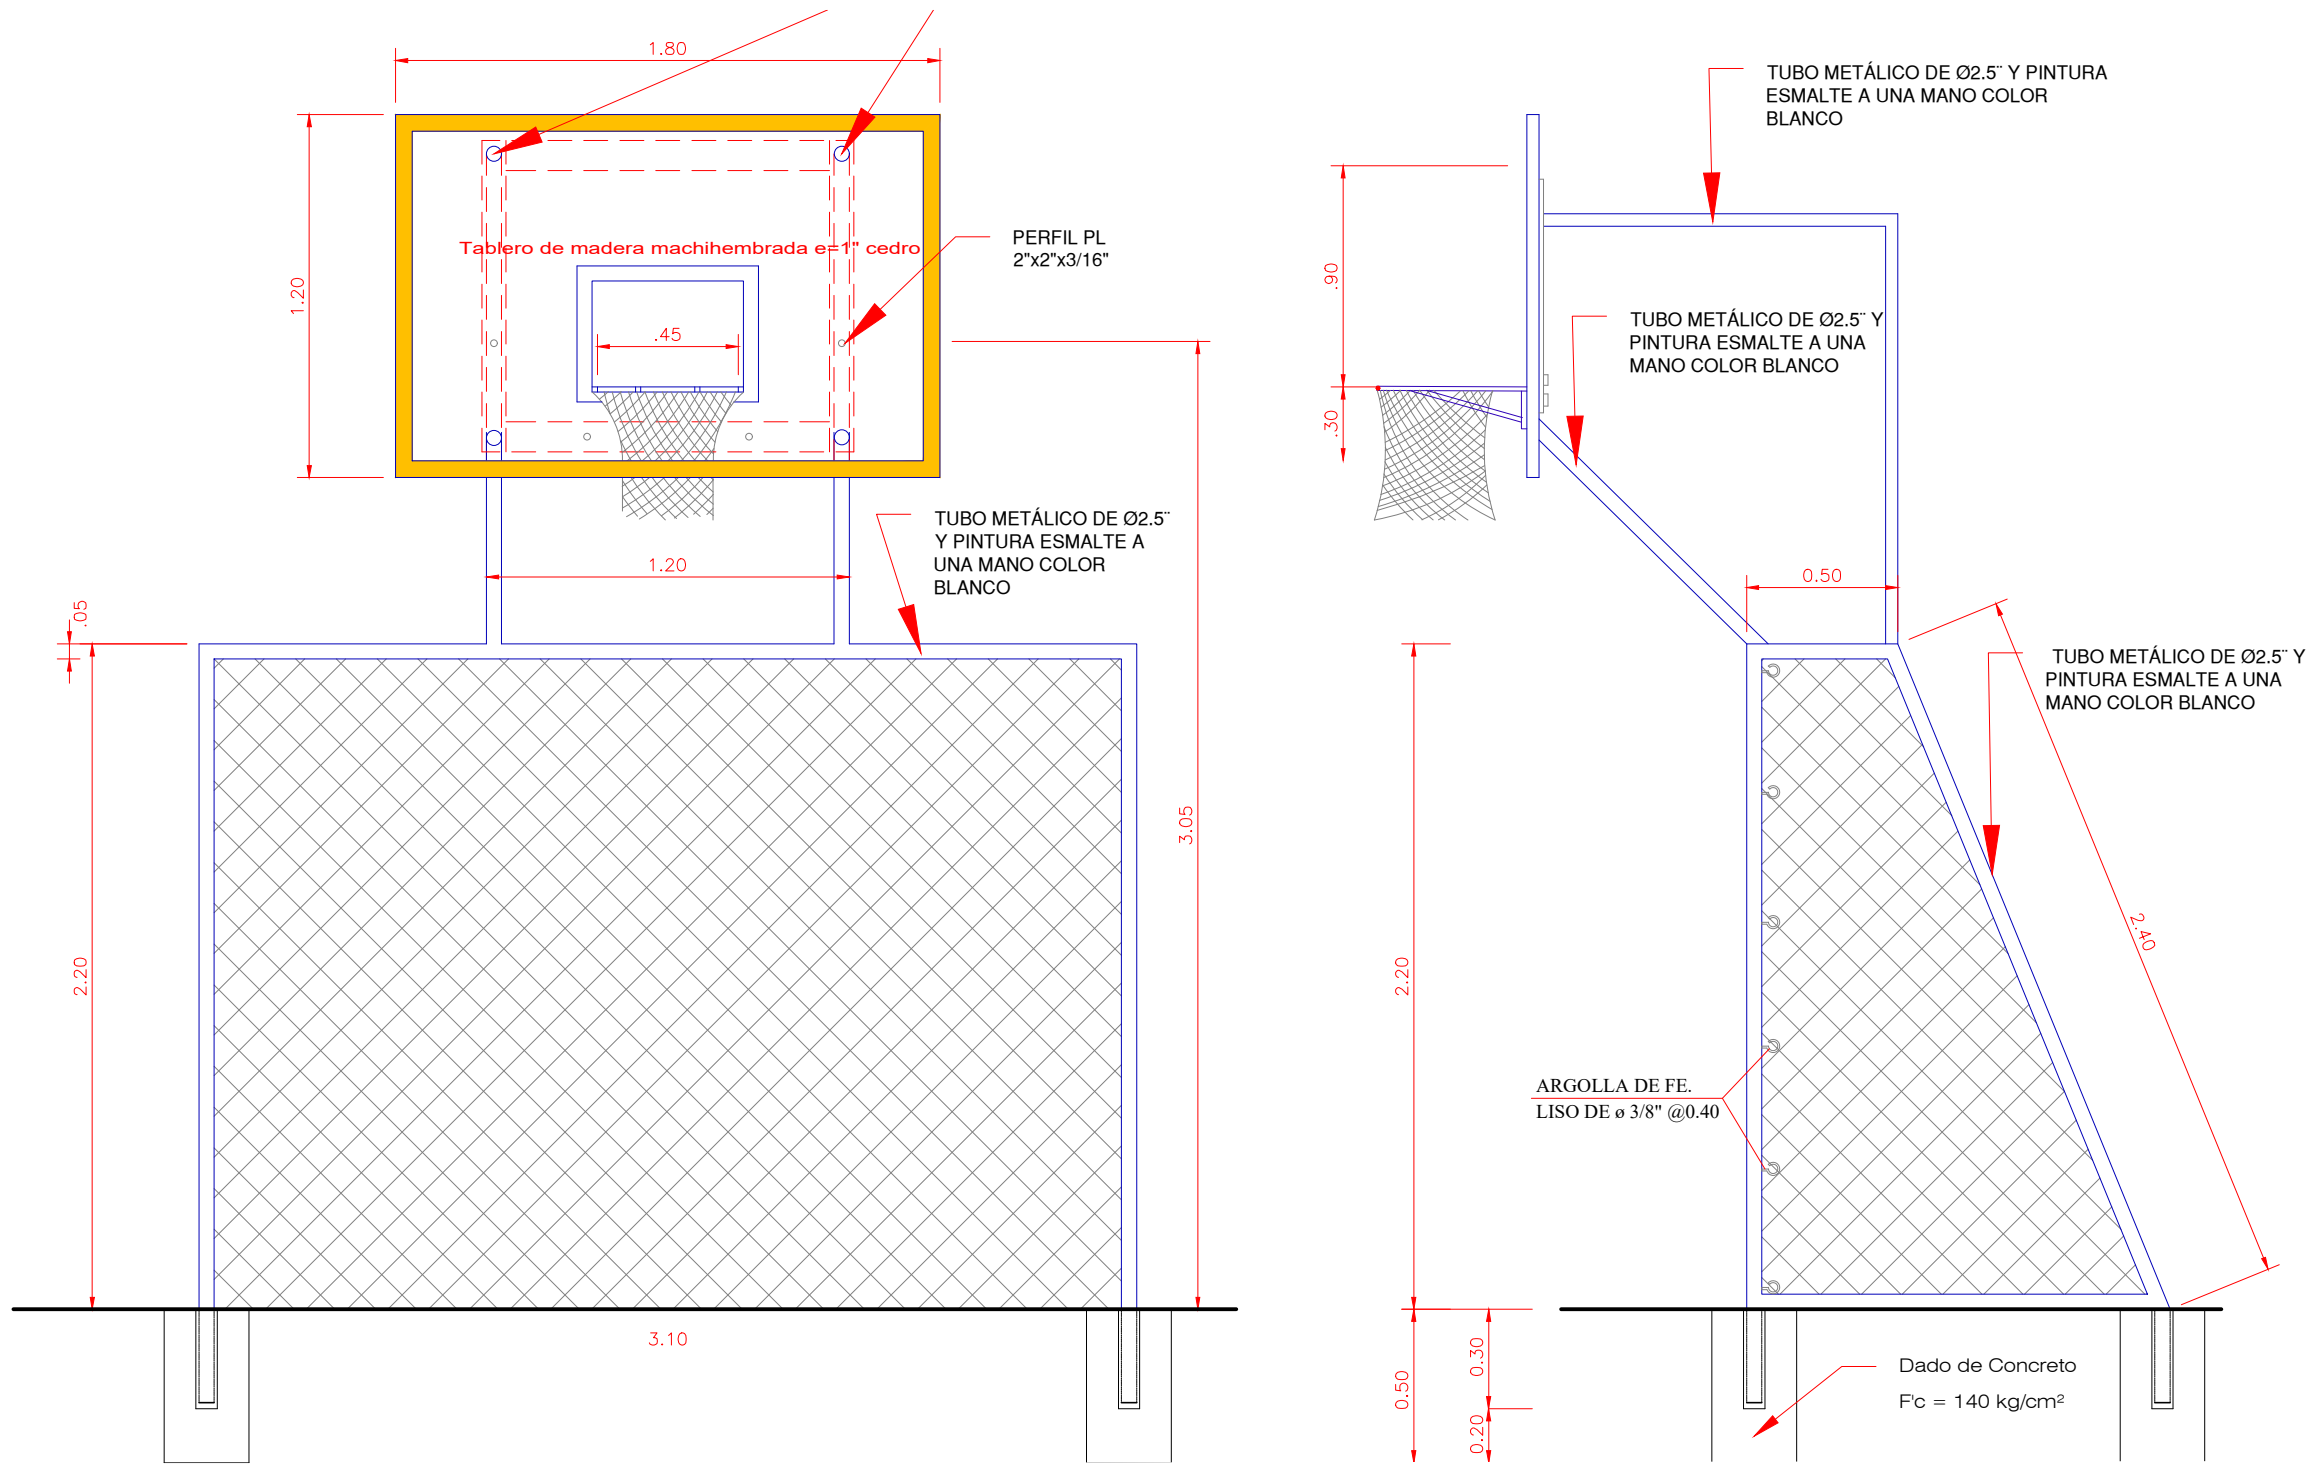 1.80
1.20
Tablero de madera machihembrada e=1" cedro
.45
PERFIL PL
2"x2"x3/16"
TUBO METÁLICO DE Ø2.5¨
Y PINTURA ESMALTE A
UNA MANO COLOR
BLANCO
1.20
.05
2.20
3.05
3.10
TUBO METÁLICO DE Ø2.5¨ Y PINTURA
ESMALTE A UNA MANO COLOR
BLANCO
.90
.30
TUBO METÁLICO DE Ø2.5¨ Y
PINTURA ESMALTE A UNA
MANO COLOR BLANCO
0.50
TUBO METÁLICO DE Ø2.5¨ Y
PINTURA ESMALTE A UNA
MANO COLOR BLANCO
2.40
2.20
ARGOLLA DE FE.
LISO DE ø 3/8" @0.40
0.50
0.30
0.20
Dado de Concreto
F'c = 140 kg/cm²